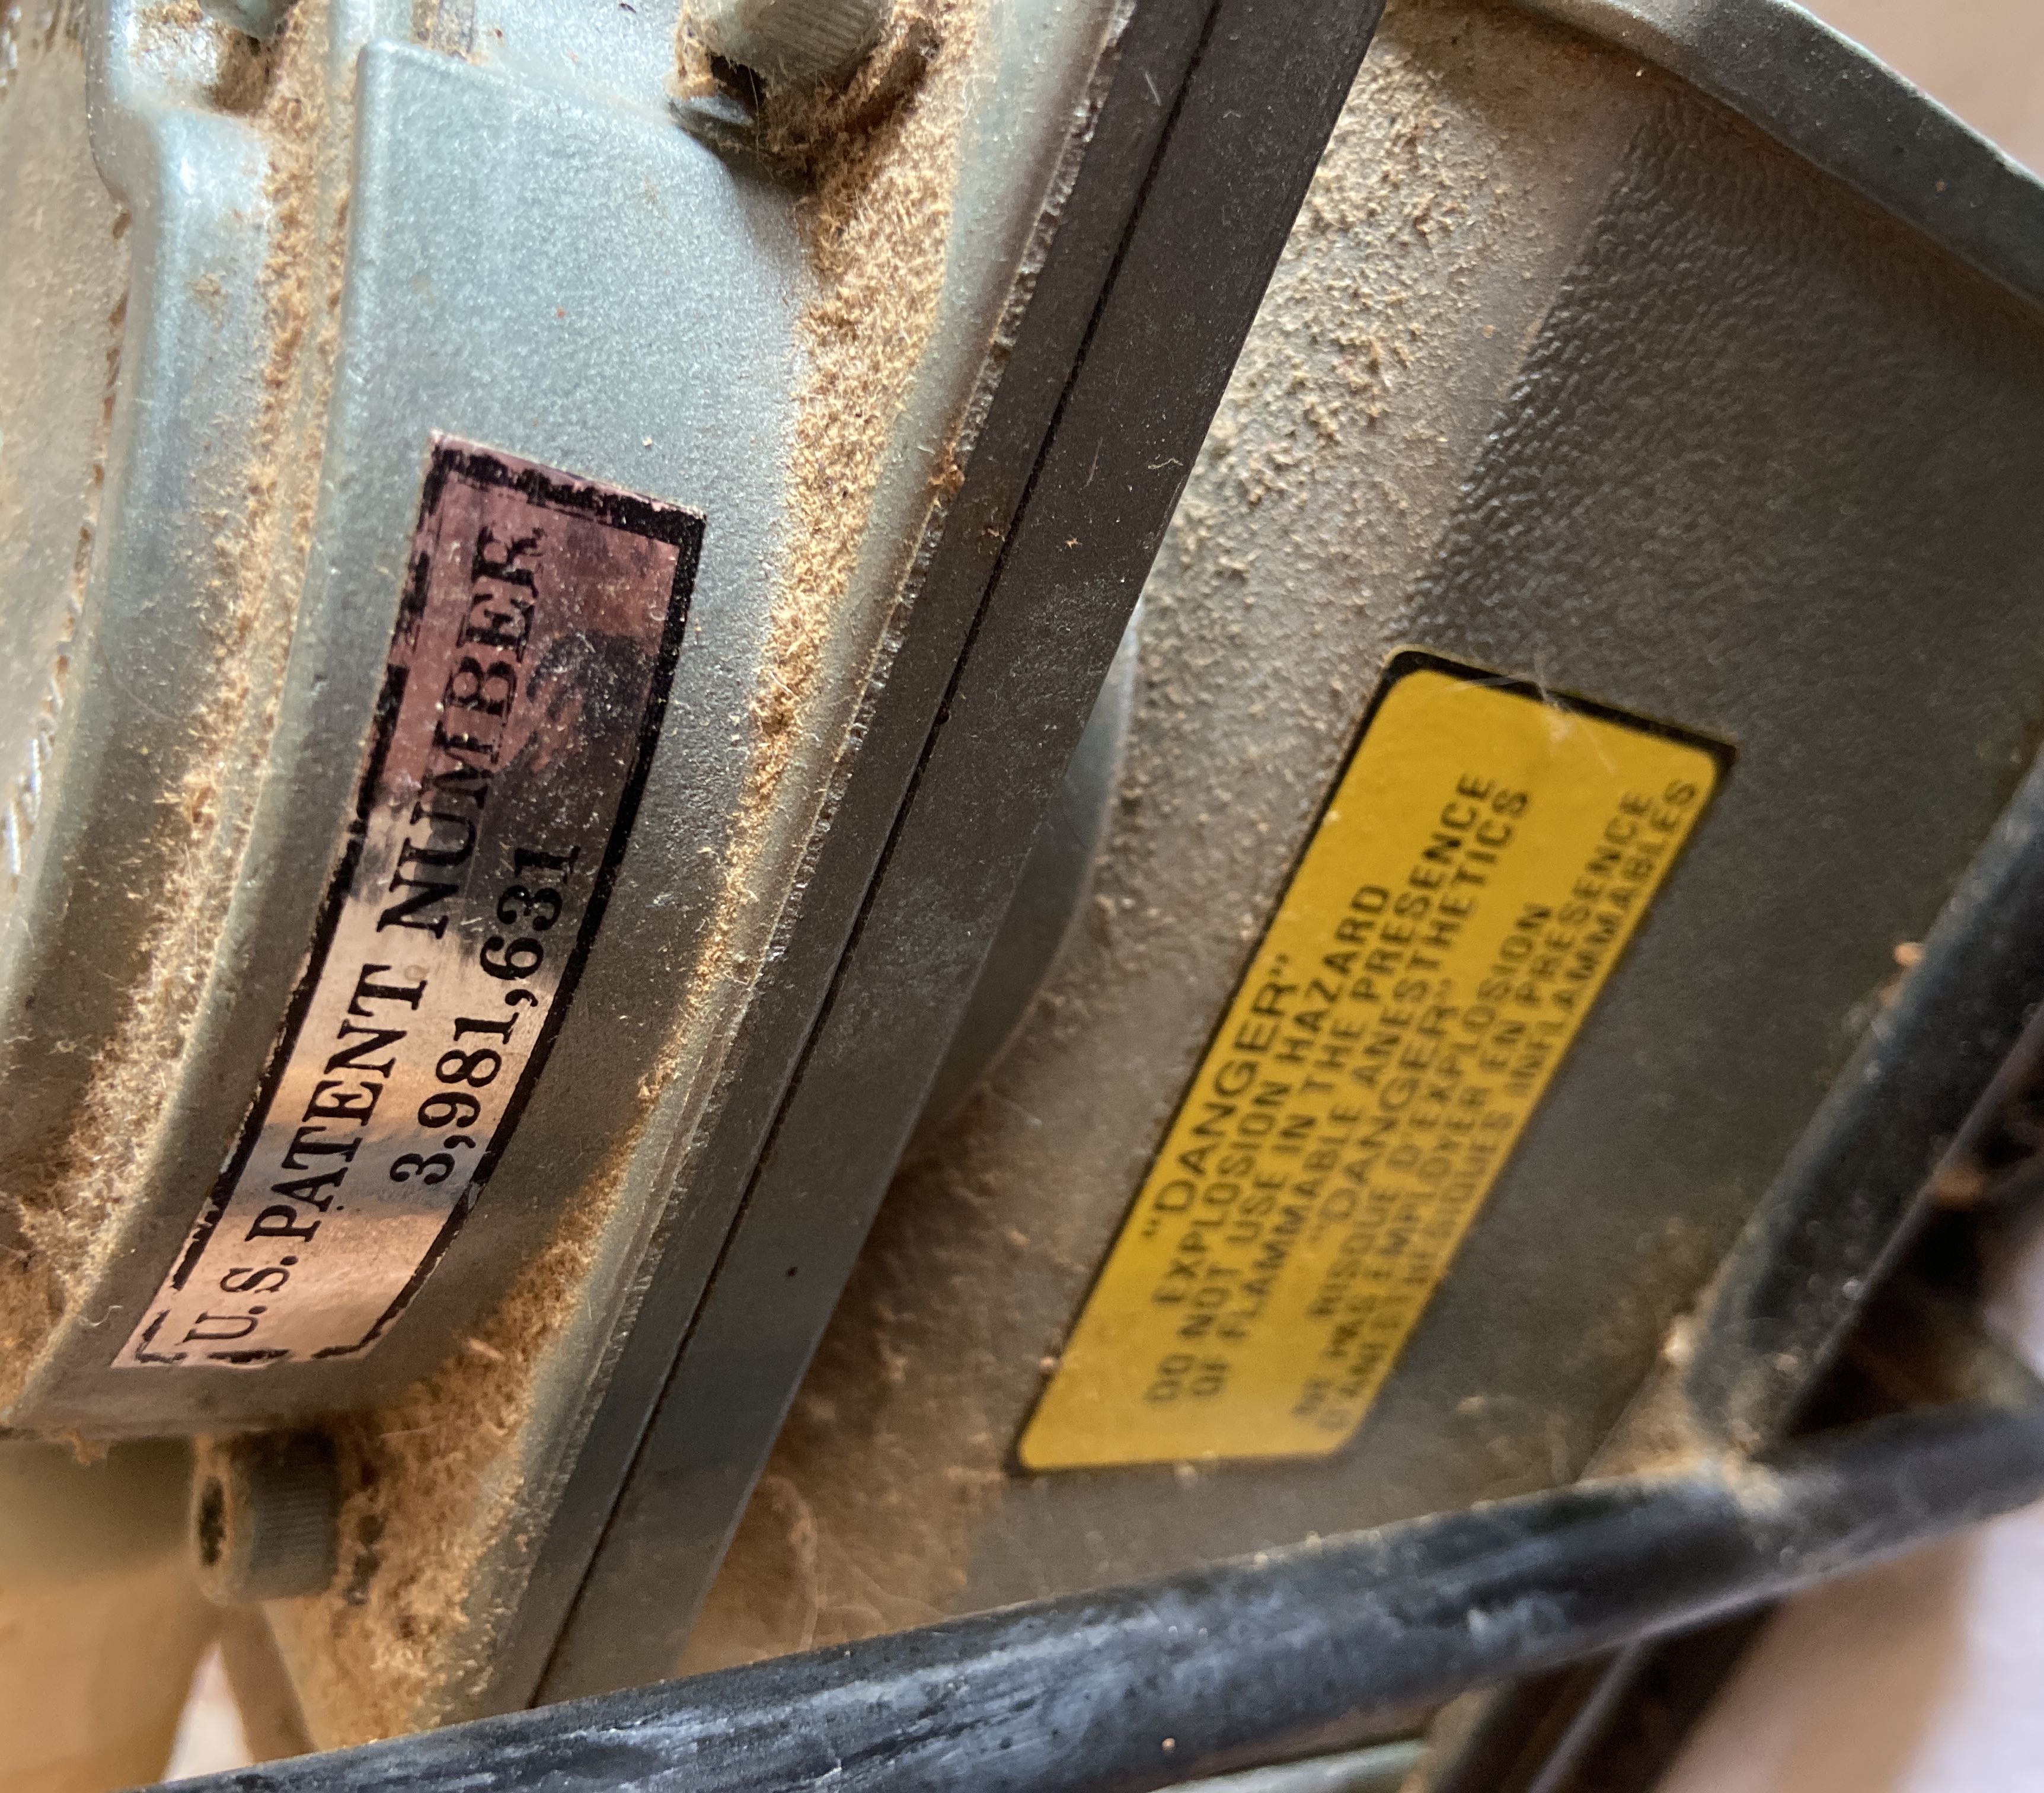 U.S. PATENT NUMBER
3,981,631
"DANGER"
EXPLOSION HAZARD
DO NOT USE IN THE PRESENCE
OF FLAMMABLE ANESTHETICS
"DANGER"
RISQUE D'EXPLOSION
NE PAS EMPLOYER EN PRESENCE
D'ANESTHESIQUES INFLAMMABLES